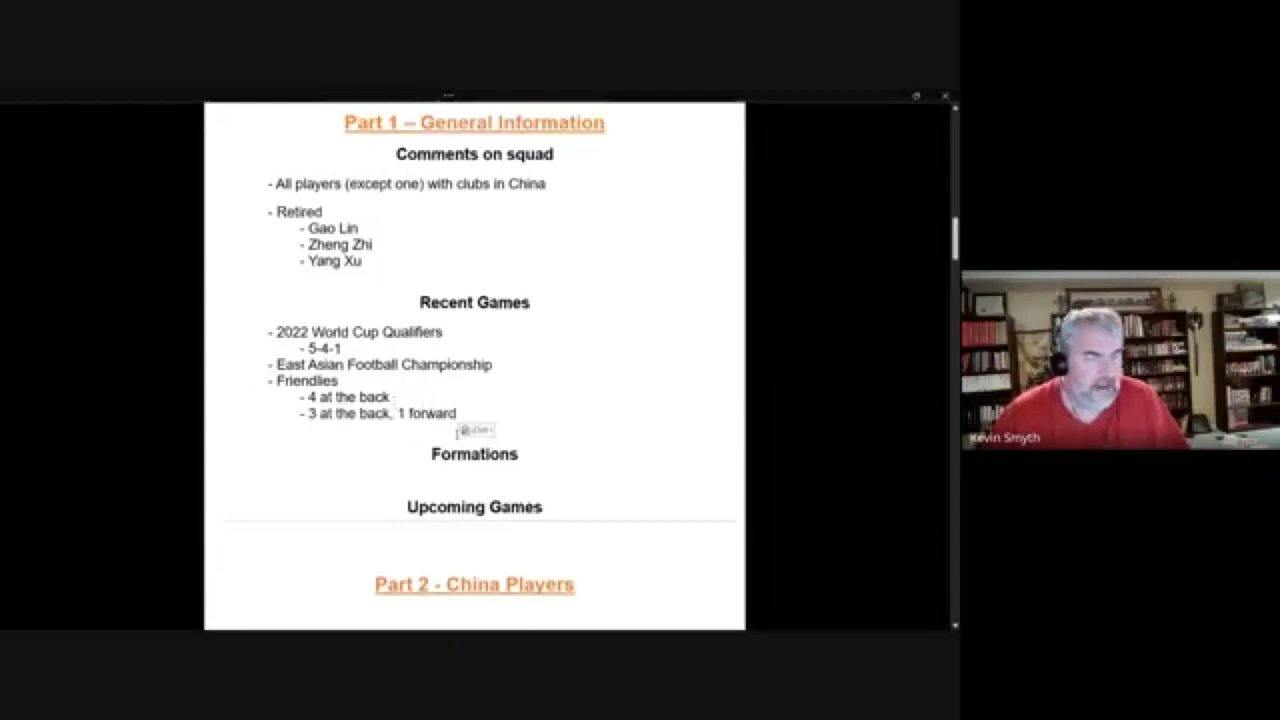 Part 1 – General Information
Comments on squad
- All players (except one) with clubs in China
- Retired
- Gao Lin
- Zheng Zhi
- Yang Xu
Recent Games
- 2022 World Cup Qualifiers
- 5-4-1
- East Asian Football Championship
- Friendlies
- 4 at the back
- 3 at the back, 1 forward
Formations
Upcoming Games
Part 2 - China Players
Kevin Smyth